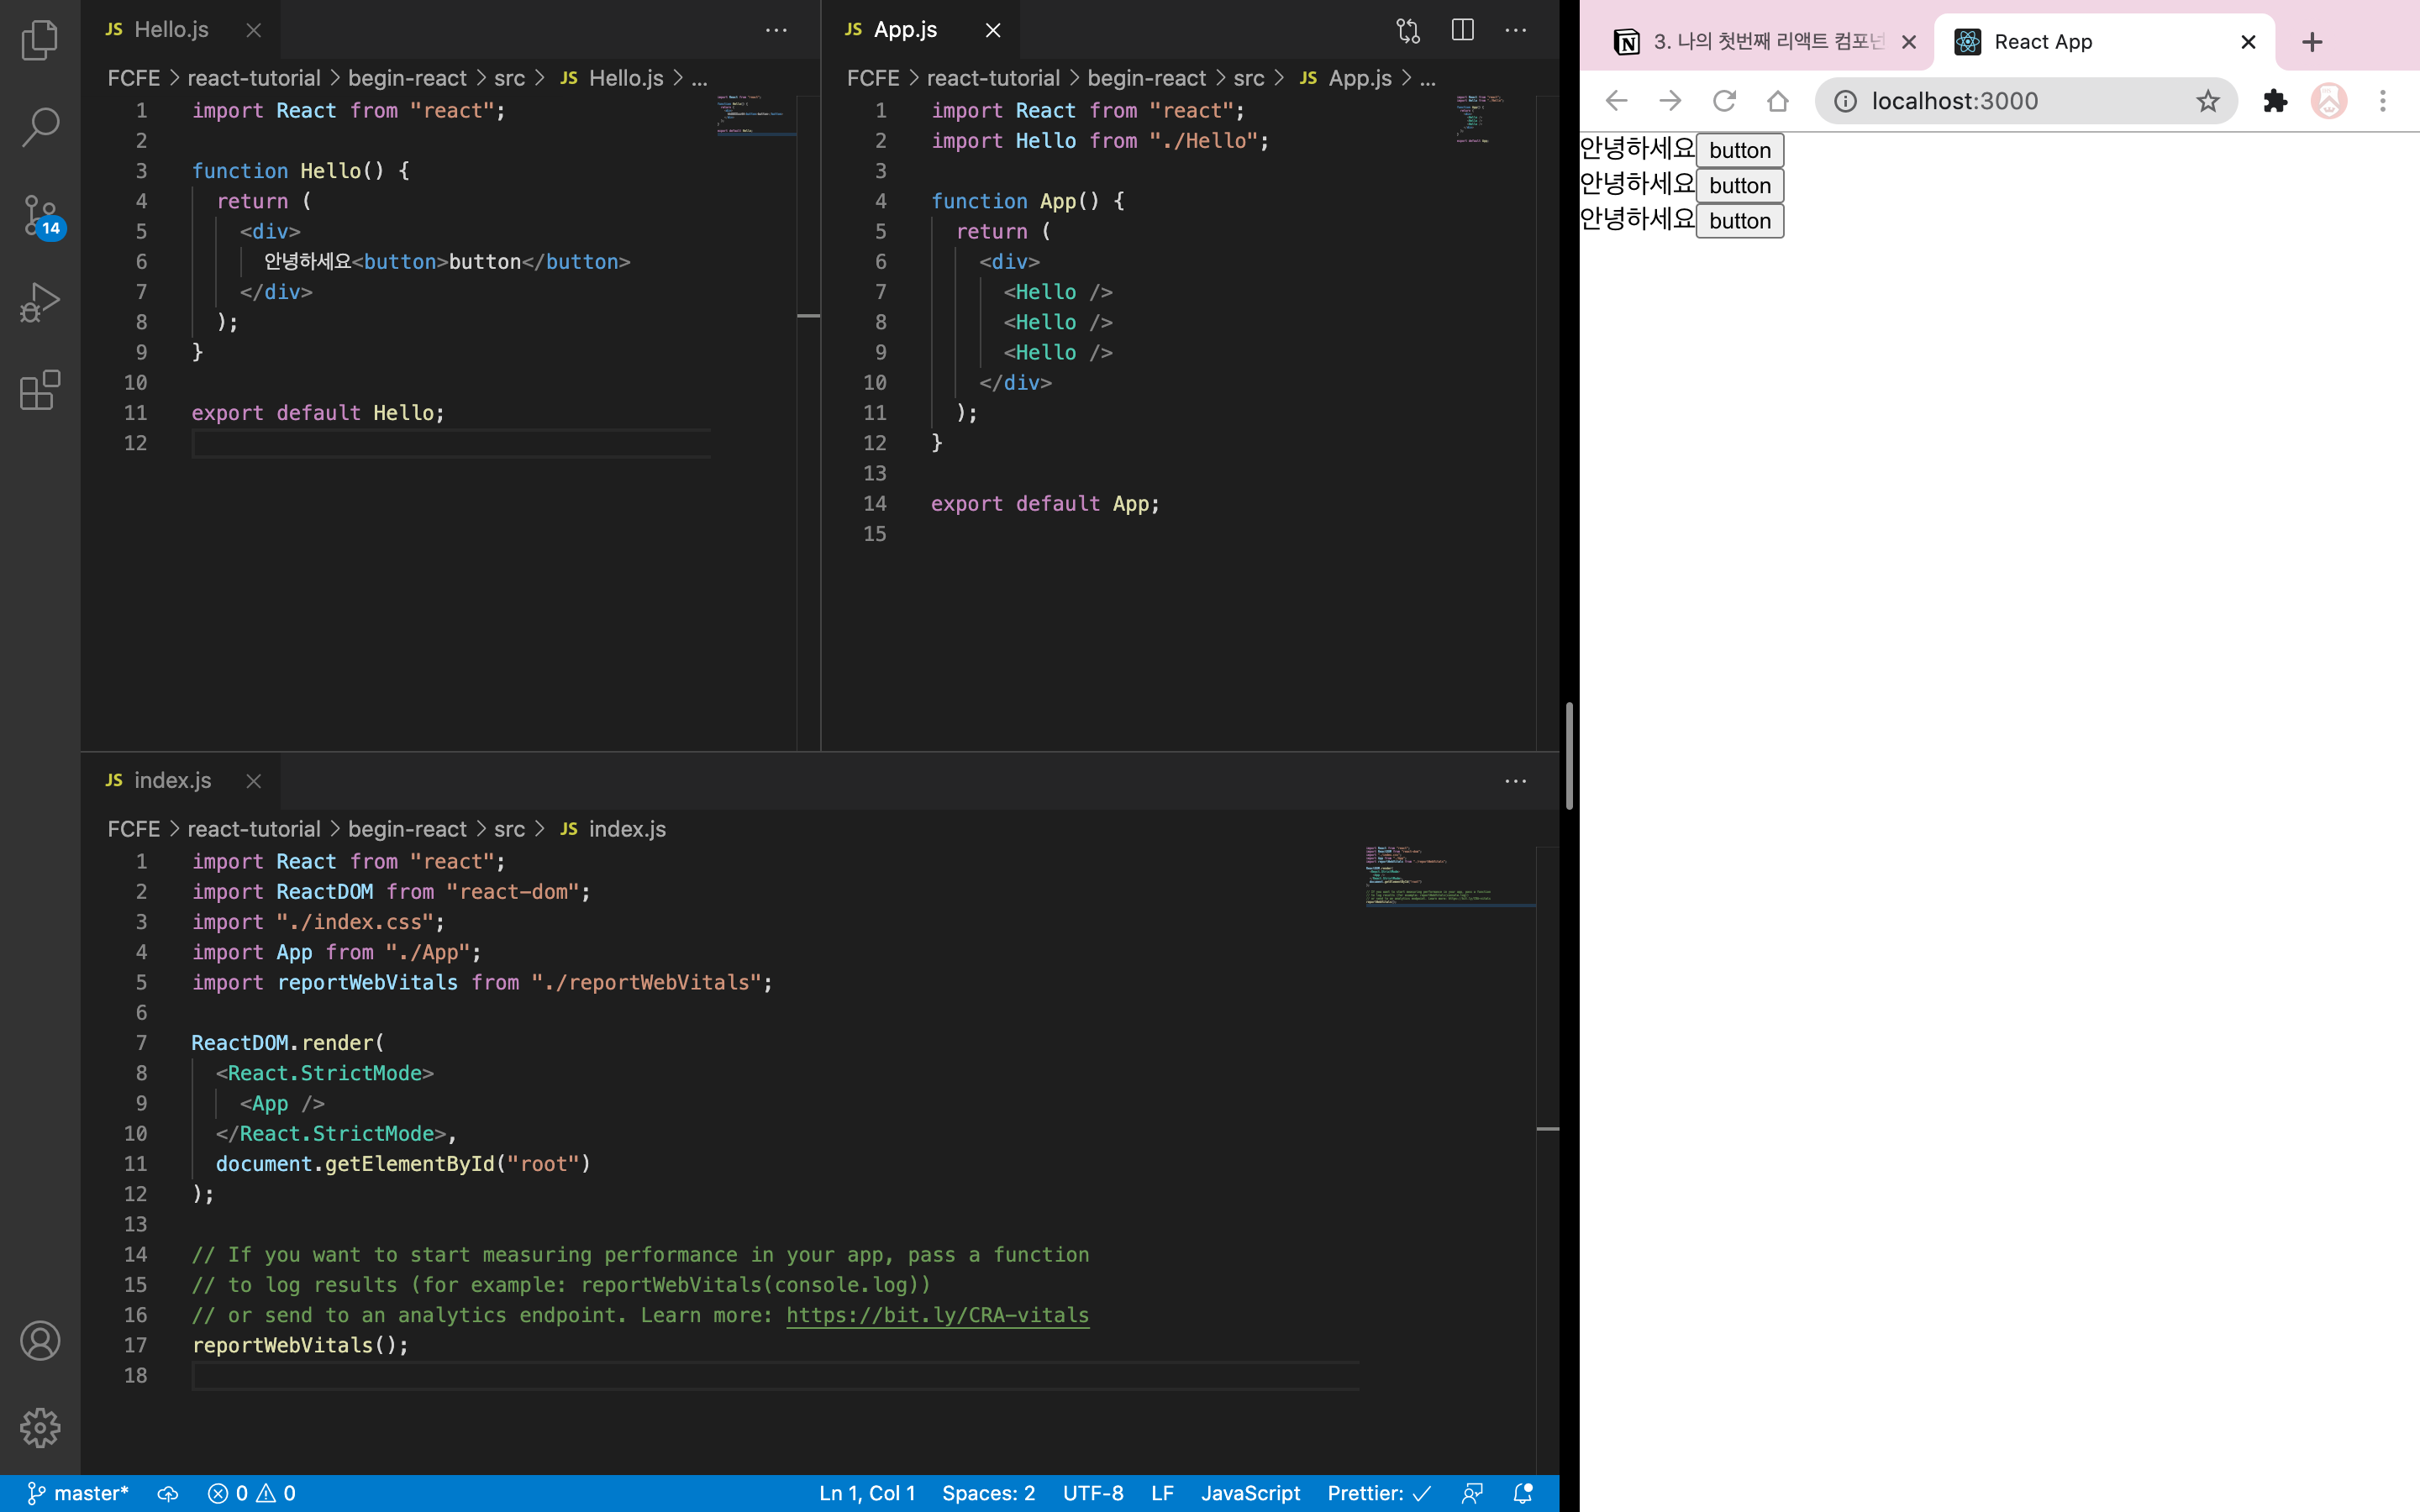 JS Hello.js
FCFE > react-tutorial > begin-react > src > JS Hello.js > ...
1 import React from "react";
2
3 function Hello() {
4 return (
5 <div>
6 안녕하세요<button>button</button>
7 </div>
8 );
9 }
10
11 export default Hello;
12
JS App.js
FCFE > react-tutorial > begin-react > src > JS App.js > ...
1 import React from "react";
2 import Hello from "./Hello";
3
4 function App() {
5 return (
6 <div>
7 <Hello />
8 <Hello />
9 <Hello />
10 </div>
11 );
12 }
13
14 export default App;
15
14
JS index.js
FCFE > react-tutorial > begin-react > src > JS index.js
1 import React from "react";
2 import ReactDOM from "react-dom";
3 import "./index.css";
4 import App from "./App";
5 import reportWebVitals from "./reportWebVitals";
6
7 ReactDOM.render(
8 <React.StrictMode>
9 <App />
10 </React.StrictMode>,
11 document.getElementById("root")
12 );
13
14 // If you want to start measuring performance in your app, pass a function
15 // to log results (for example: reportWebVitals(console.log))
16 // or send to an analytics endpoint. Learn more: https://bit.ly/CRA-vitals
17 reportWebVitals();
18
master* 0 0 Ln 1, Col 1 Spaces: 2 UTF-8 LF JavaScript Prettier: ✓
3. 나의 첫번째 리액트 React App
localhost:3000
안녕하세요 button
안녕하세요 button
안녕하세요 button